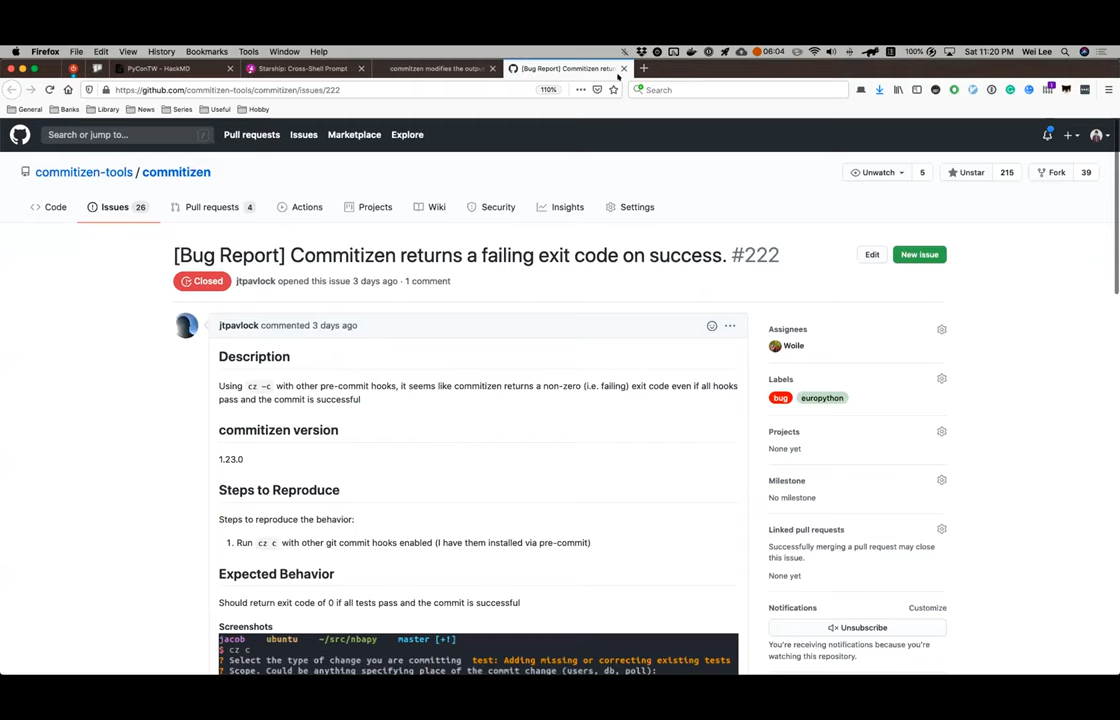 Firefox File Edit View History Bookmarks Tools Window Help 06:04 100% Sat 11:20 PM Wei Lee
PyConTW - HackMD Starship: Cross-Shell Prompt commitzen modifies the outpu [Bug Report] Commitizen retur
https://github.com/commitizen-tools/commitizen/issues/222 110% Search
General Banks Library News Series Useful Hobby
Search or jump to... / Pull requests Issues Marketplace Explore
commitizen-tools / commitizen Unwatch 5 Unstar 215 Fork 39
Code Issues 26 Pull requests 4 Actions Projects Wiki Security Insights Settings
[Bug Report] Commitizen returns a failing exit code on success. #222 Edit New issue
Closed jtpavlock opened this issue 3 days ago · 1 comment
jtpavlock commented 3 days ago
Description
Using cz -c with other pre-commit hooks, it seems like commitizen returns a non-zero (i.e. failing) exit code even if all hooks
pass and the commit is successful
commitizen version
1.23.0
Steps to Reproduce
Steps to reproduce the behavior:
1. Run cz c with other git commit hooks enabled (I have them installed via pre-commit)
Expected Behavior
Should return exit code of 0 if all tests pass and the commit is successful
Screenshots
jacob ubuntu ~/src/nbapy master [+!]
$ cz c
? Select the type of change you are committing test: Adding missing or correcting existing tests
? Scope. Could be anything specifying place of the commit change (users, db, poll):
Assignees
Woile
Labels
bug europython
Projects
None yet
Milestone
No milestone
Linked pull requests
Successfully merging a pull request may close
this issue.
None yet
Notifications Customize
Unsubscribe
You're receiving notifications because you're
watching this repository.